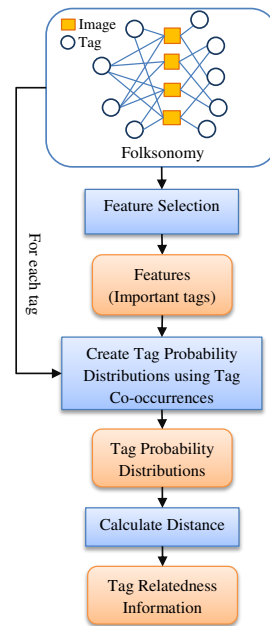 Image
Tag
Folksonomy
For each tag
Feature Selection
Features
(Important tags)
Create Tag Probability
Distributions using Tag
Co-occurrences
Tag Probability
Distributions
Calculate Distance
Tag Relatedness
Information